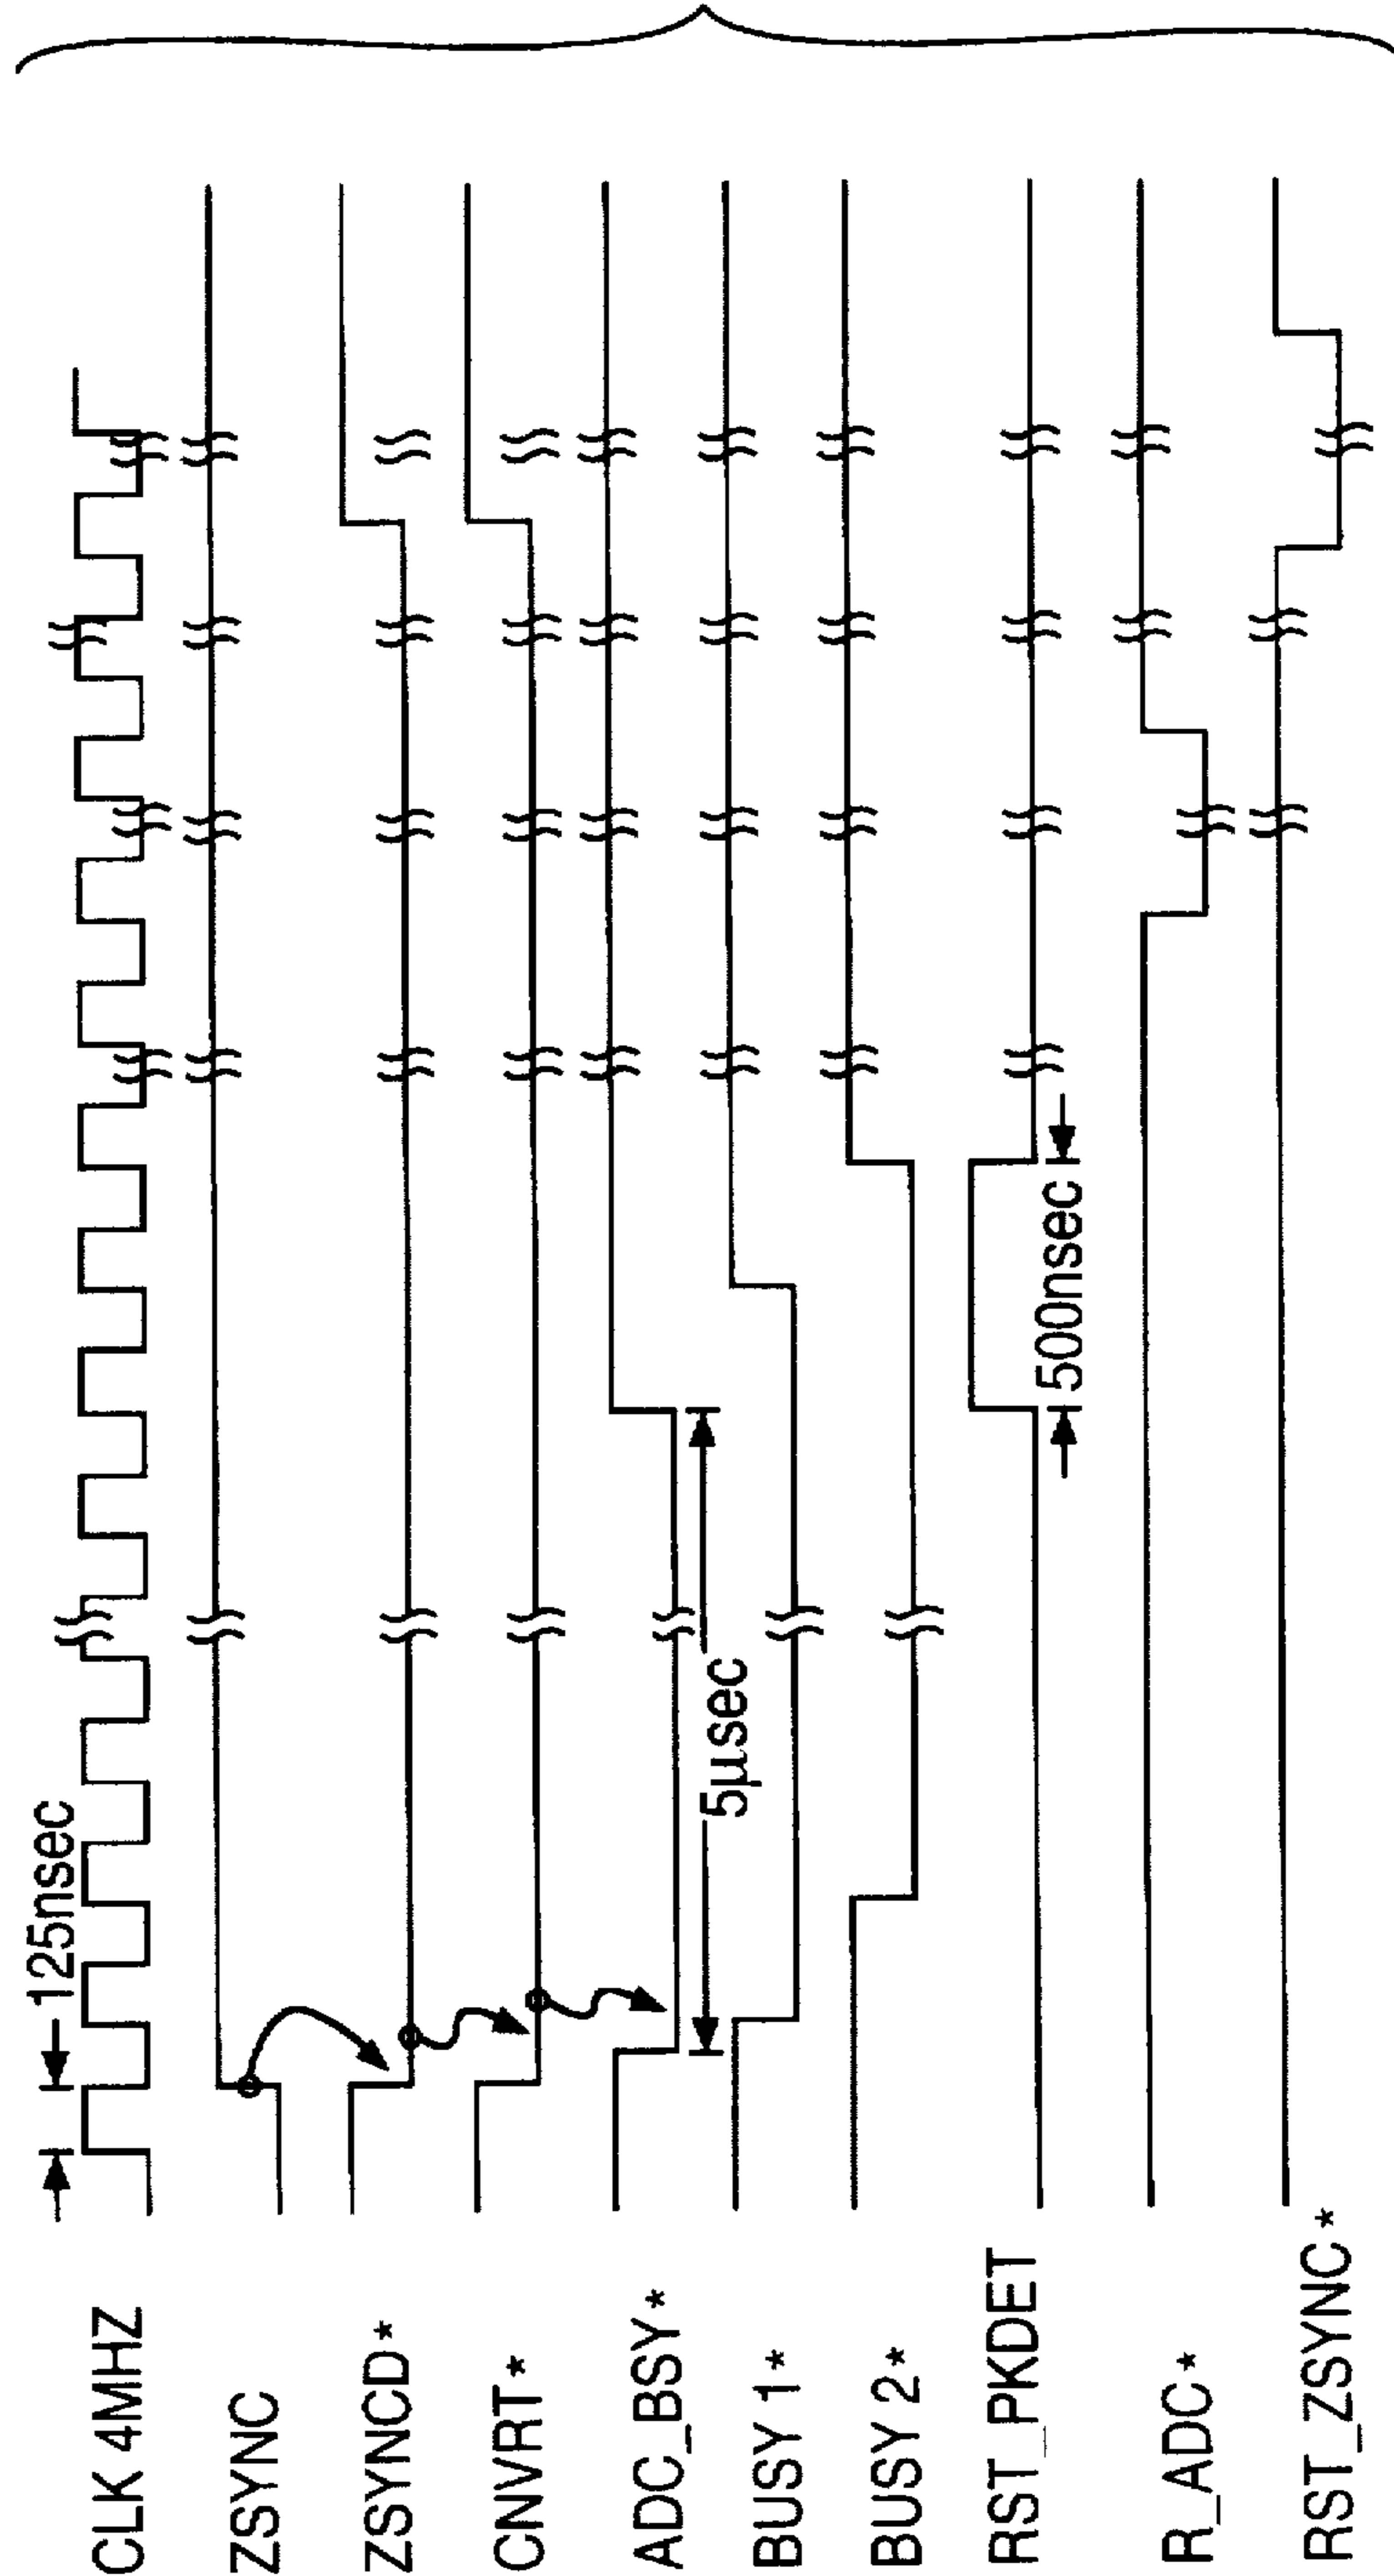 125nsec
CLK 4MHZ
ZSYNC
ZSYNCD*
CNVRT*
ADC_BSY*
5µsec
BUSY 1*
BUSY 2*
RST_PKDET
500nsec
R_ADC*
RST_ZSYNC*